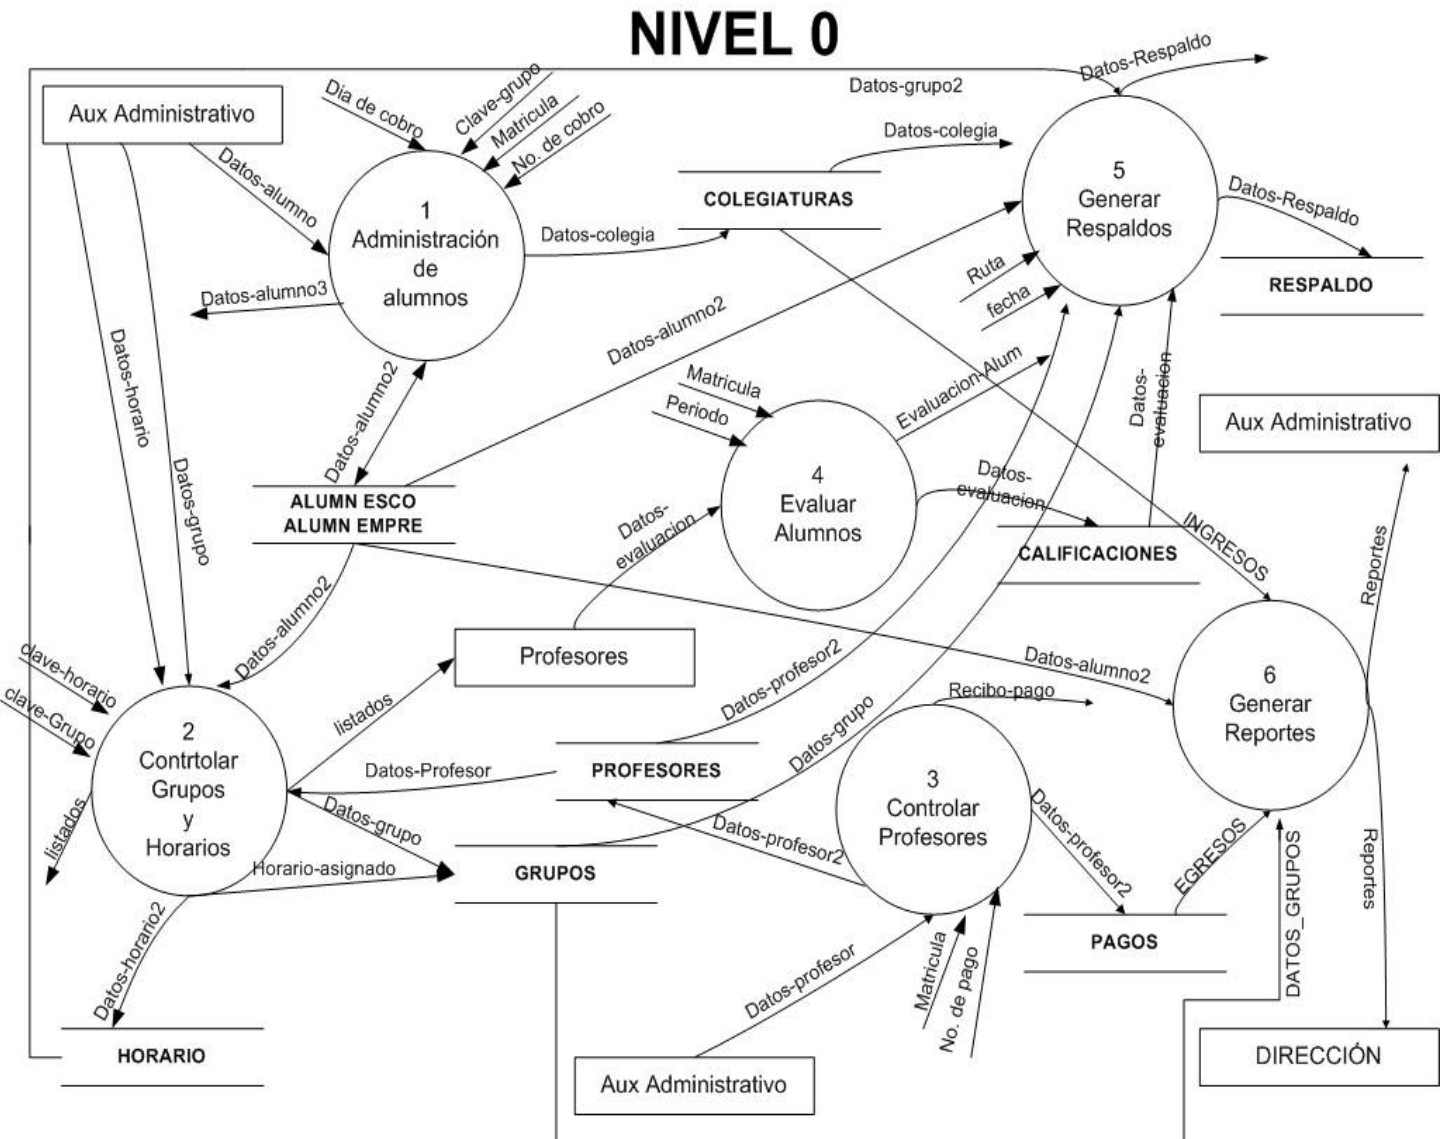 NIVEL 0
Datos-Respaldo
Aux Administrativo
Dia de cobro
Clave-grupo
Matricula
No. de cobro
Datos-grupo2
Datos-colegia
5
Generar
Respaldos
Datos-alumno
1
Administración
de
alumnos
COLEGIATURAS
Datos-colegia
Datos-Respaldo
RESPALDO
Ruta
fecha
Datos-alumno3
Datos-alumno2
Datos-horario
Datos-grupo
Datos-alumno2
Matricula
Periodo
Evaluacion-Alum
Datos-
evaluacion
Aux Administrativo
4
Evaluar
Alumnos
Datos-
evaluacion
ALUMN ESCO
ALUMN EMPRE
Datos-
evaluacion
CALIFICACIONES
INGRESOS
Reportes
Datos-alumno2
Profesores
clave-horario
clave-Grupo
listados
Datos-profesor2
Datos-alumno2
Recibo-pago
6
Generar
Reportes
2
Contrtolar
Grupos
y
Horarios
Datos-Profesor
PROFESORES
Datos-grupo
3
Controlar
Profesores
listados
Datos-grupo
Datos-profesor2
Datos-profesor2
EGRESOS
DATOS_GRUPOS
Reportes
Horario-asignado
GRUPOS
Datos-horario2
Datos-profesor
Matricula
No. de pago
PAGOS
HORARIO
Aux Administrativo
DIRECCIÓN